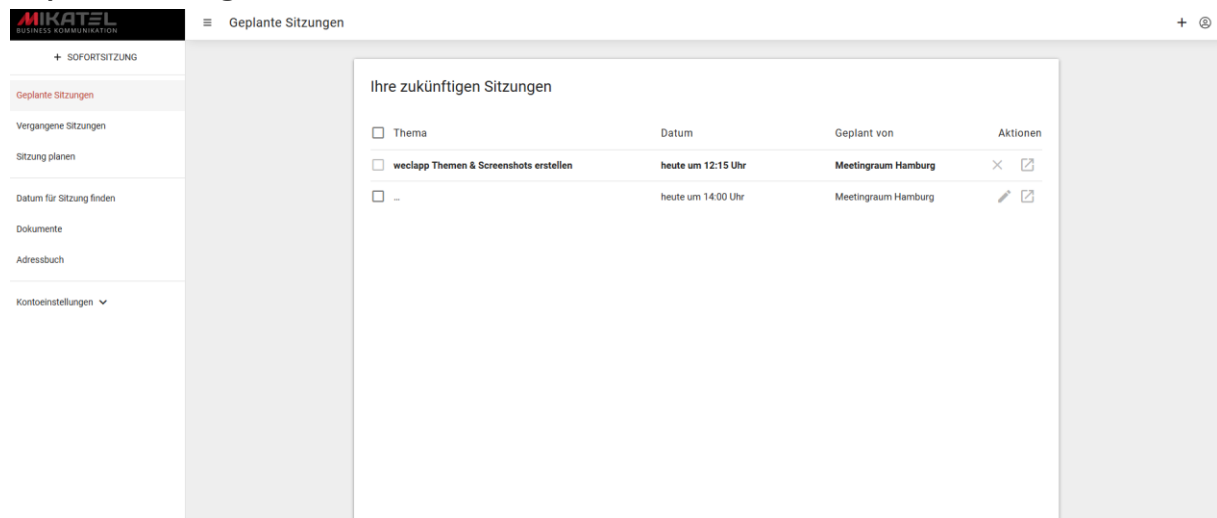 MIKATEL
BUSINESS KOMMUNIKATION
Geplante Sitzungen
+ SOFORTSITZUNG
Geplante Sitzungen
Vergangene Sitzungen
Sitzung planen
Datum für Sitzung finden
Dokumente
Adressbuch
Kontoeinstellungen
Ihre zukünftigen Sitzungen
Thema Datum Geplant von Aktionen
weclapp Themen & Screenshots erstellen heute um 12:15 Uhr Meetingraum Hamburg
... heute um 14:00 Uhr Meetingraum Hamburg